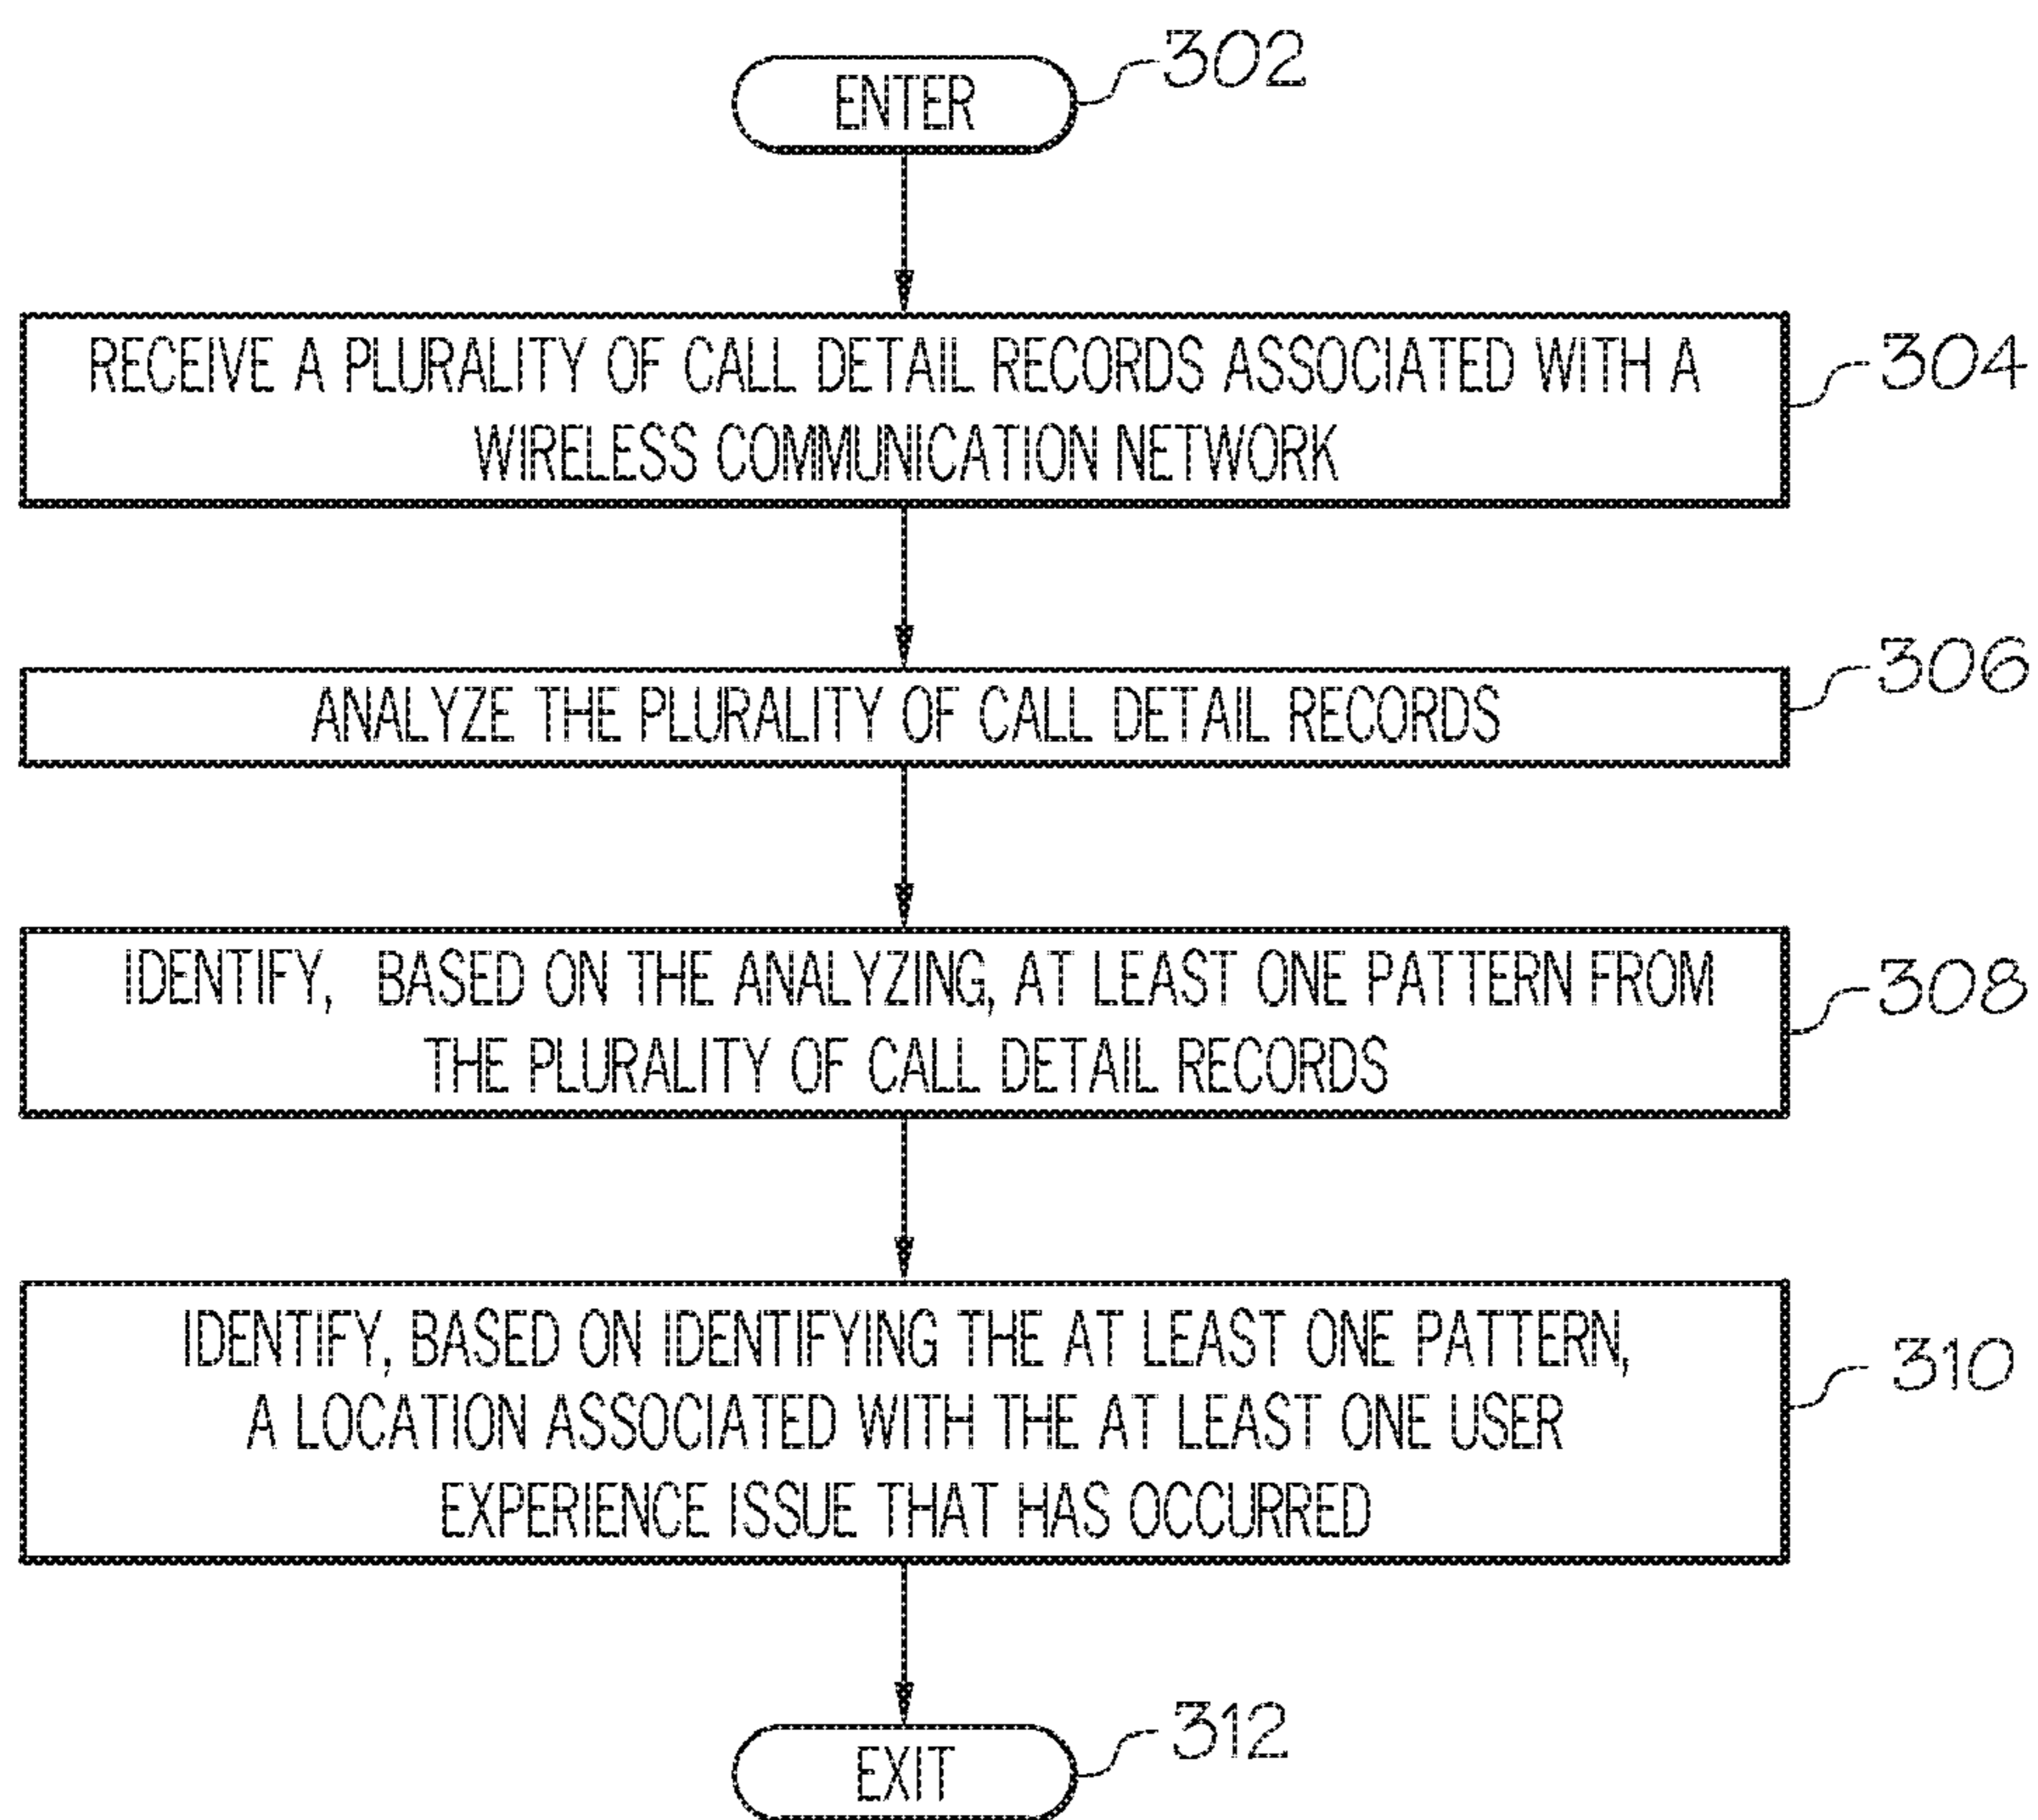 ENTER
302
RECEIVE A PLURALITY OF CALL DETAIL RECORDS ASSOCIATED WITH A
WIRELESS COMMUNICATION NETWORK
304
ANALYZE THE PLURALITY OF CALL DETAIL RECORDS
306
IDENTIFY, BASED ON THE ANALYZING, AT LEAST ONE PATTERN FROM
THE PLURALITY OF CALL DETAIL RECORDS
308
IDENTIFY, BASED ON IDENTIFYING THE AT LEAST ONE PATTERN,
A LOCATION ASSOCIATED WITH THE AT LEAST ONE USER
EXPERIENCE ISSUE THAT HAS OCCURRED
310
EXIT
312